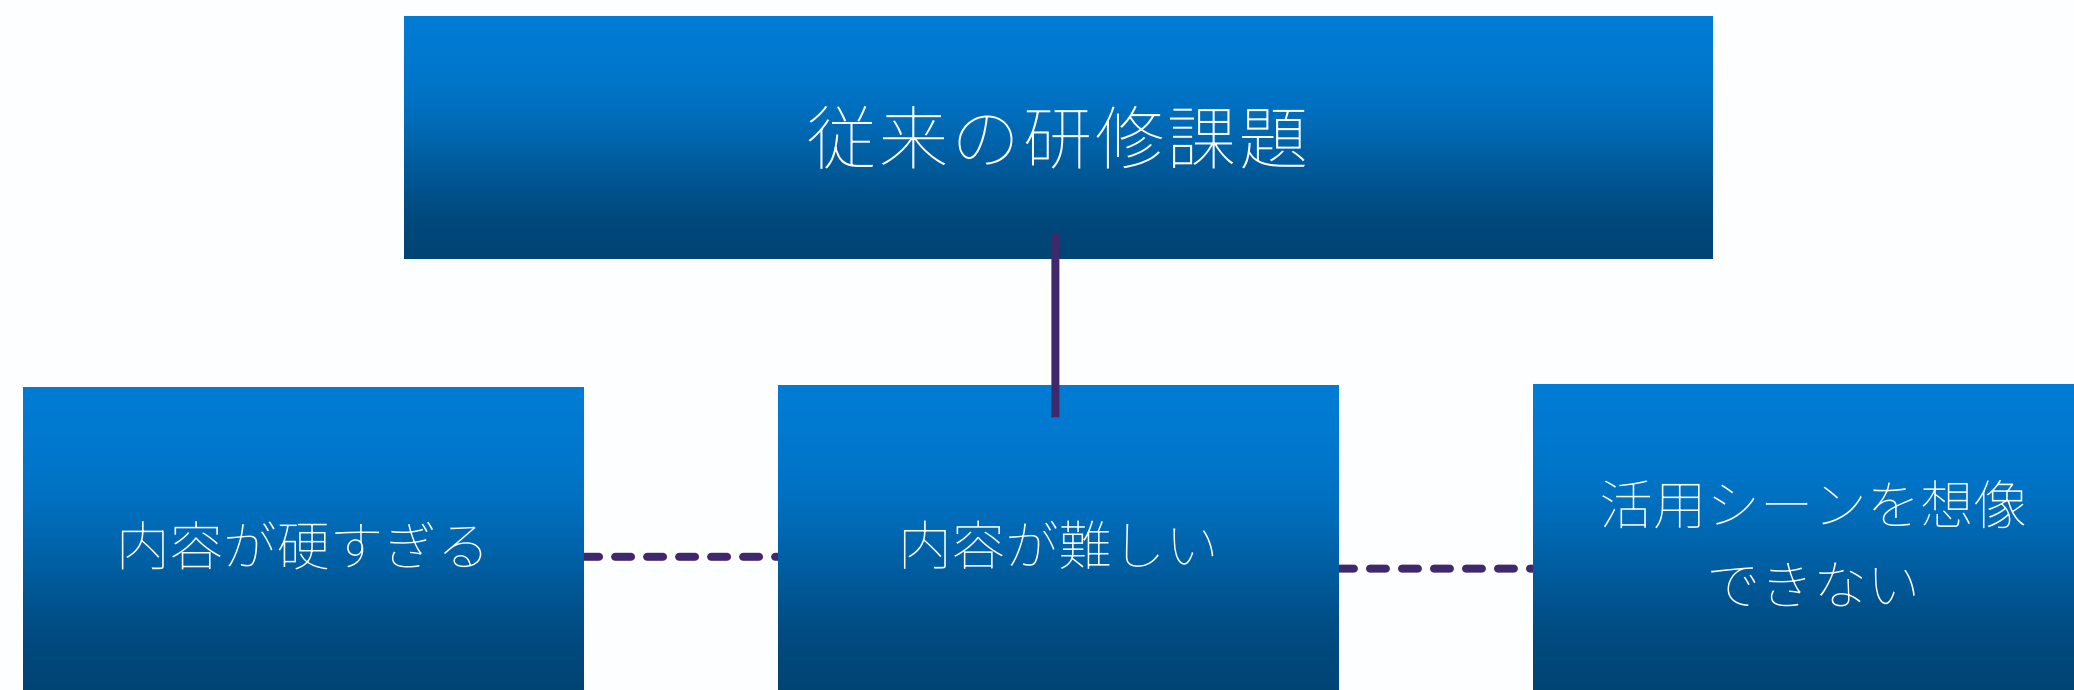 従来の研修課題
内容が硬すぎる
内容が難しい
活用シーンを想像
できない